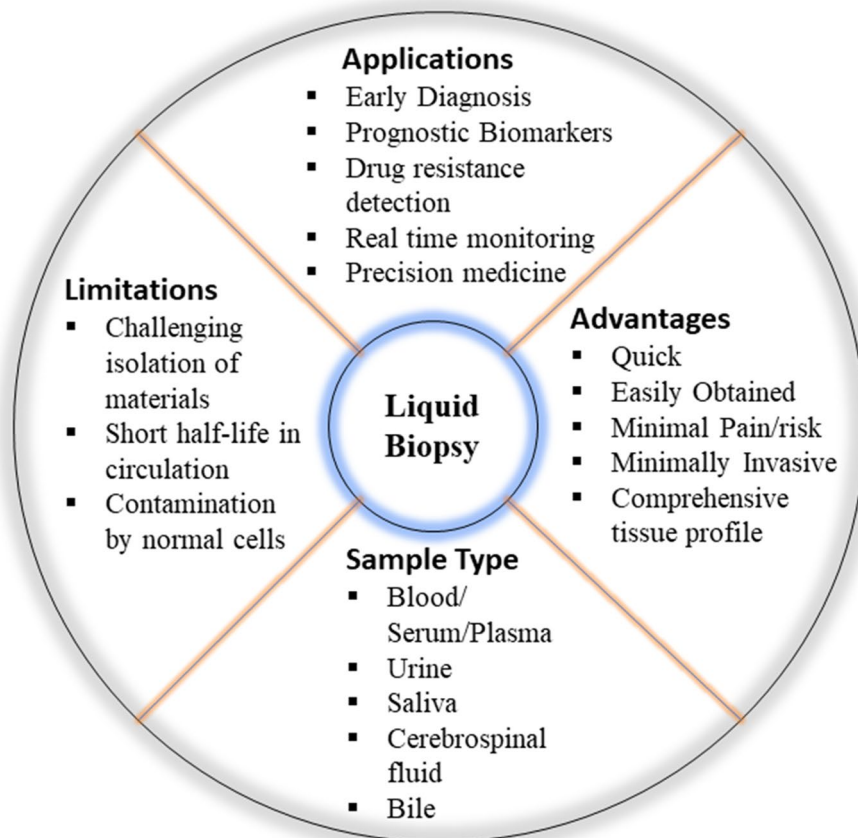 Applications
▪ Early Diagnosis
▪ Prognostic Biomarkers
▪ Drug resistance
detection
▪ Real time monitoring
▪ Precision medicine
Limitations
▪ Challenging
isolation of
materials
▪ Short half-life in
circulation
▪ Contamination
by normal cells
Liquid
Biopsy
Advantages
▪ Quick
▪ Easily Obtained
▪ Minimal Pain/risk
▪ Minimally Invasive
▪ Comprehensive
tissue profile
Sample Type
▪ Blood/
Serum/Plasma
▪ Urine
▪ Saliva
▪ Cerebrospinal
fluid
▪ Bile